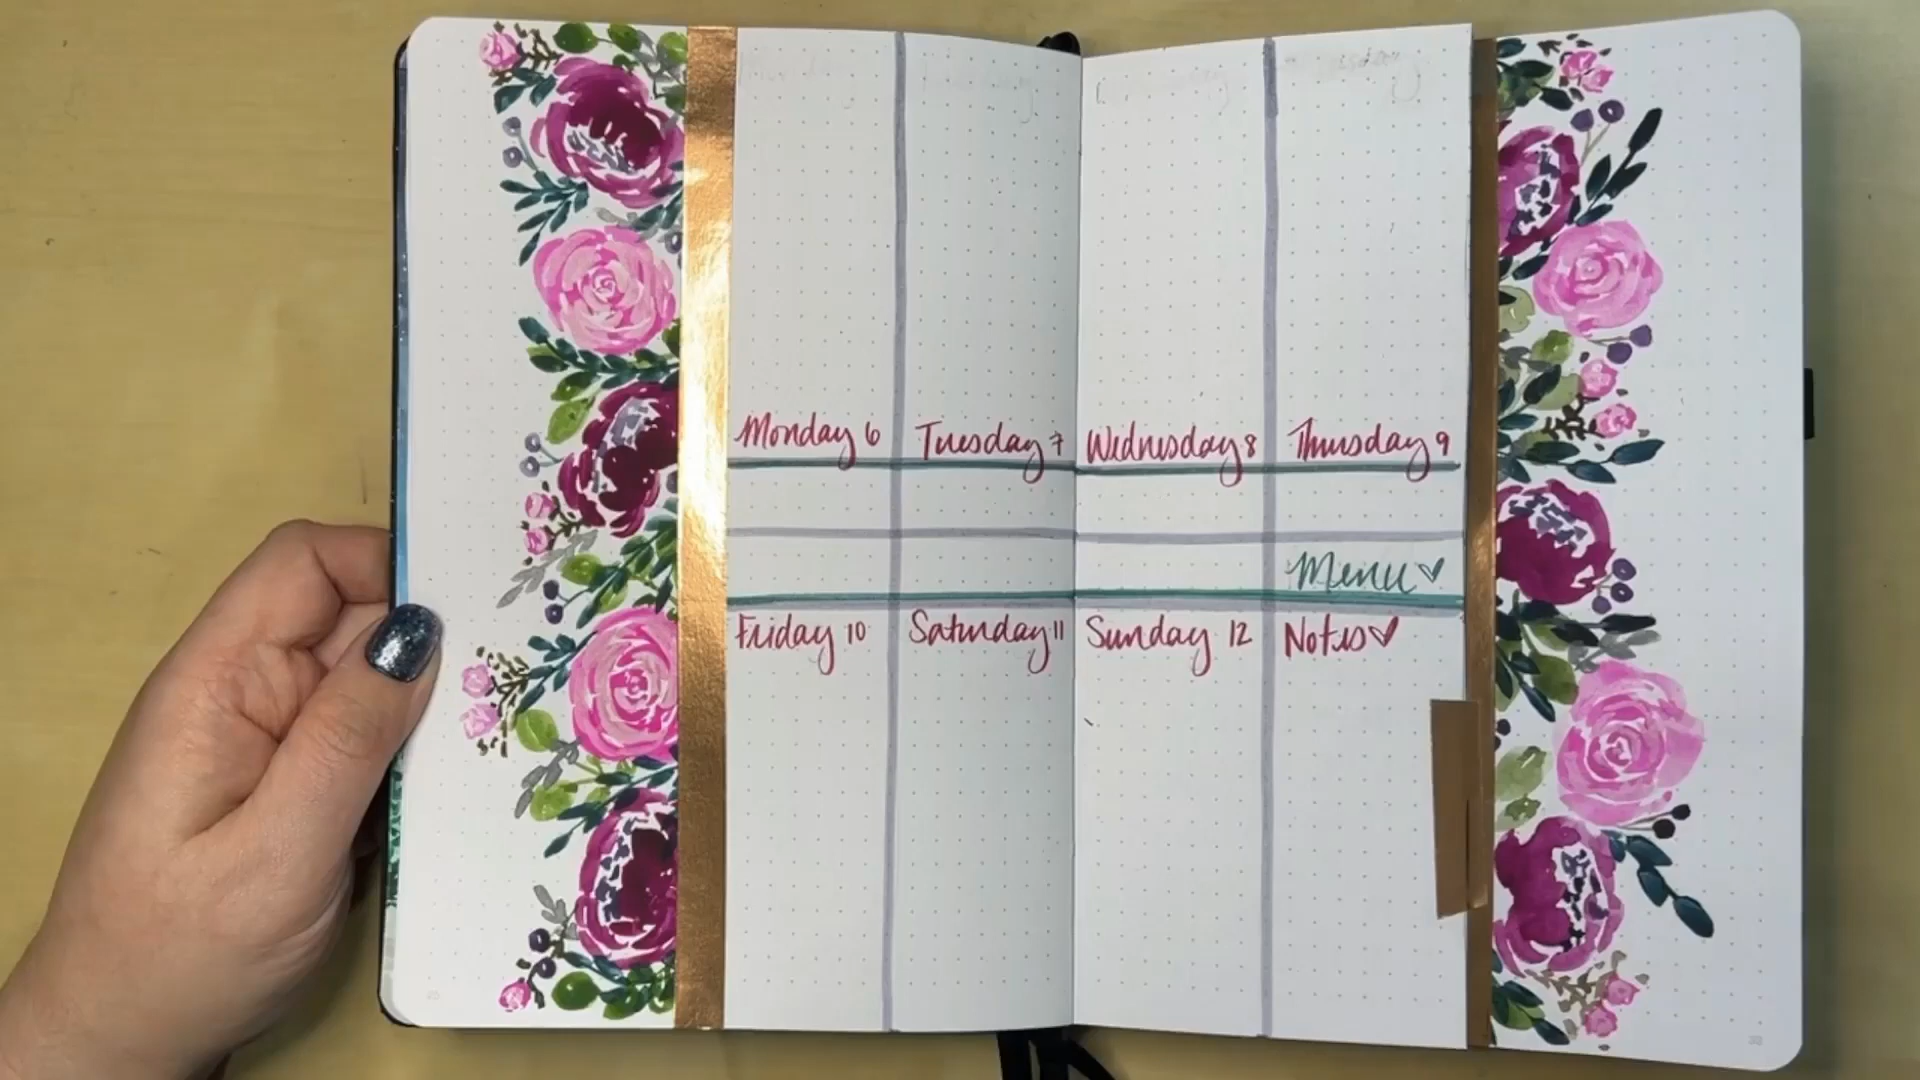 Monday 6 Tuesday 7 Wednesday 8 Thursday 9
Menu♡
Friday 10 Saturday 11 Sunday 12 Notes♡